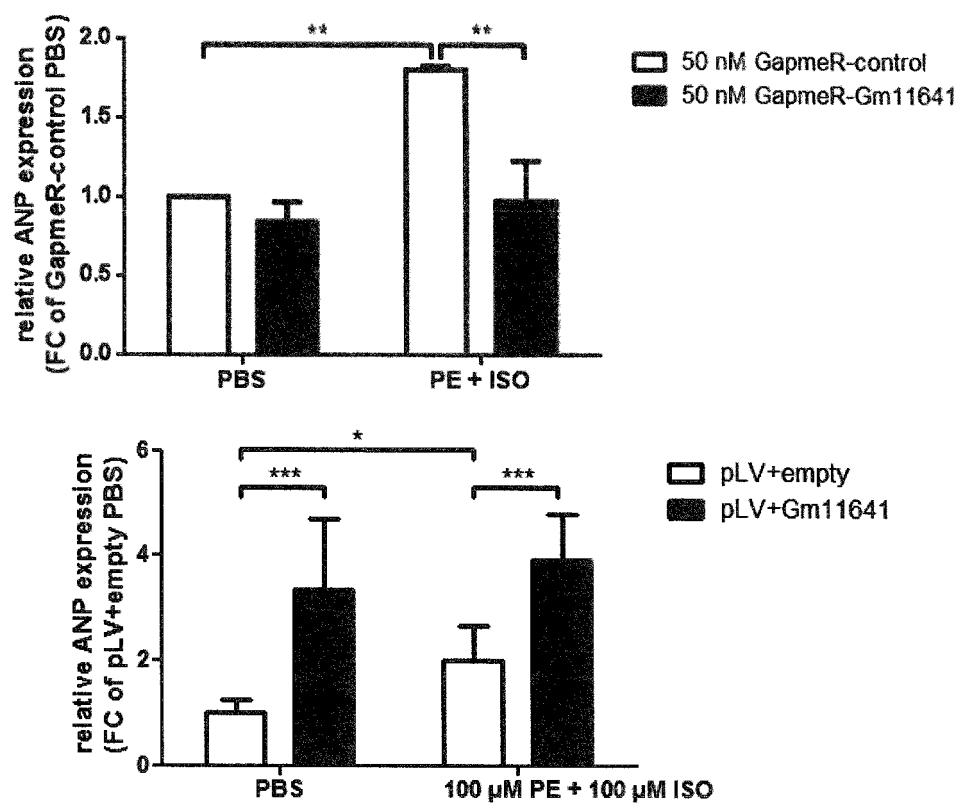 relative ANP expression
(FC of GapmeR-control PBS)
2.0
1.5
1.0
0.5
0.0
**
**
PBS
PE + ISO
50 nM GapmeR-control
50 nM GapmeR-Gm11641
relative ANP expression
(FC of pLV+empty PBS)
6
4
2
0
*
***
***
PBS
100 µM PE + 100 µM ISO
pLV+empty
pLV+Gm11641